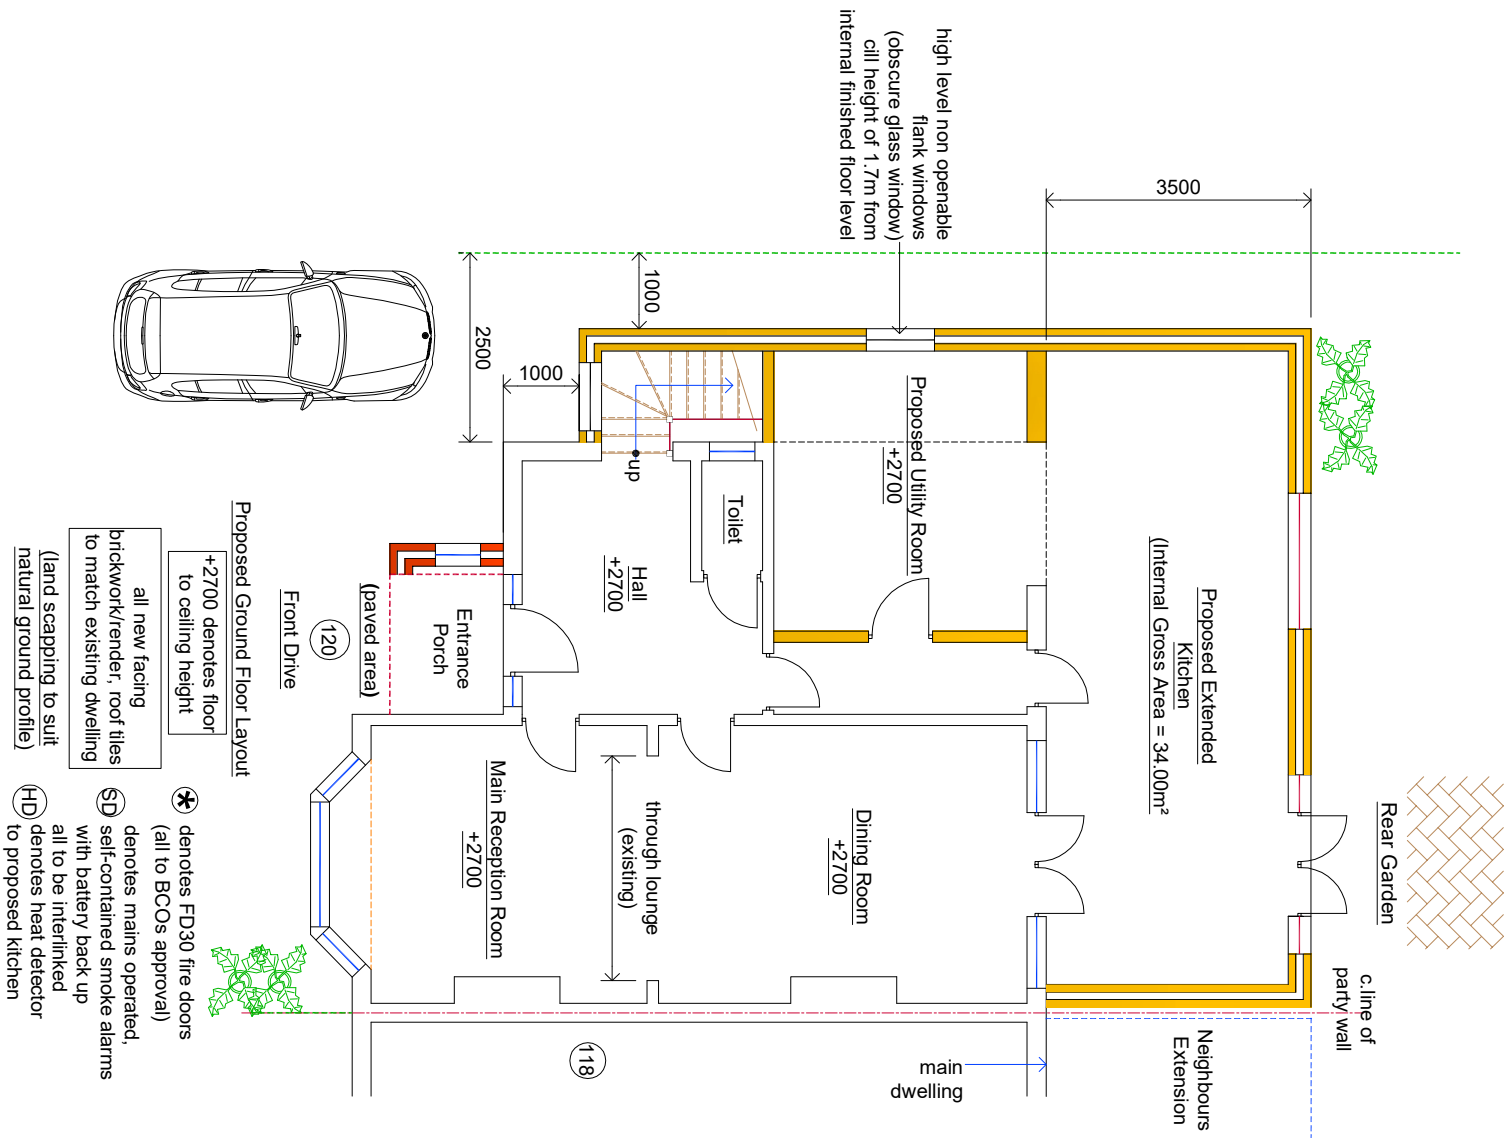 high level non openable
flank windows
(obscure glass window)
cill height of 1.7m from
internal finished floor level
3500
1000
2500
1000
up
Toilet
Proposed Utility Room
+2700
Hall
+2700
Proposed Extended
Kitchen
(Internal Gross Area = 34.00m²
Rear Garden
Entrance
Porch
(paved area)
120
Front Drive
Main Reception Room
+2700
through lounge
(existing)
Dining Room
+2700
c.line of
party wall
Neighbours
Extension
main
dwelling
118
Proposed Ground Floor Layout
+2700 denotes floor
to ceiling height
all new facing
brickwork/render, roof tiles
to match existing dwelling
(land scapping to suit
natural ground profile)
* denotes FD30 fire doors
(all to BCOs approval)
SD denotes mains operated,
self-contained smoke alarms
with battery back up
all to be interlinked
HD denotes heat detector
to proposed kitchen